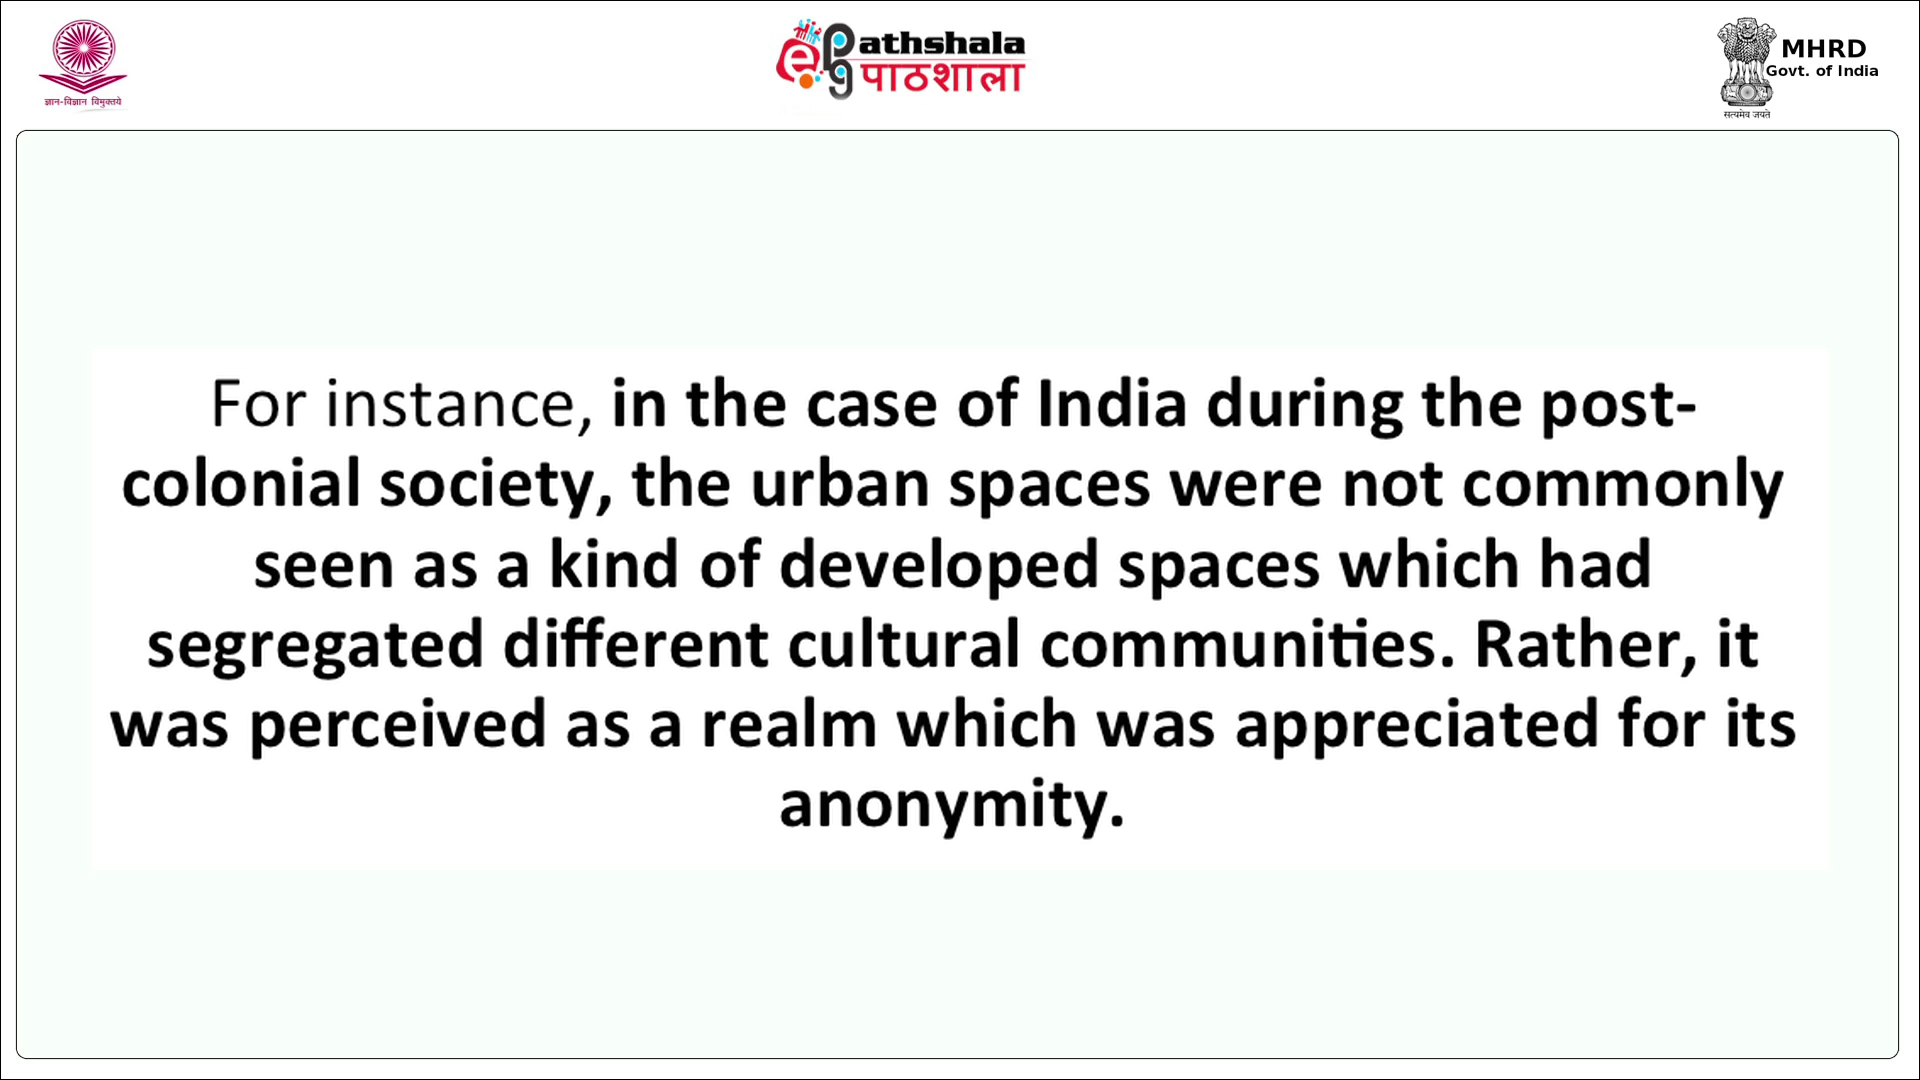 ज्ञान-विज्ञान विमुक्तये
ePG athshala
पाठशाला
MHRD
Govt. of India
सत्यमेव जयते
For instance, in the case of India during the post-
colonial society, the urban spaces were not commonly
seen as a kind of developed spaces which had
segregated different cultural communities. Rather, it
was perceived as a realm which was appreciated for its
anonymity.